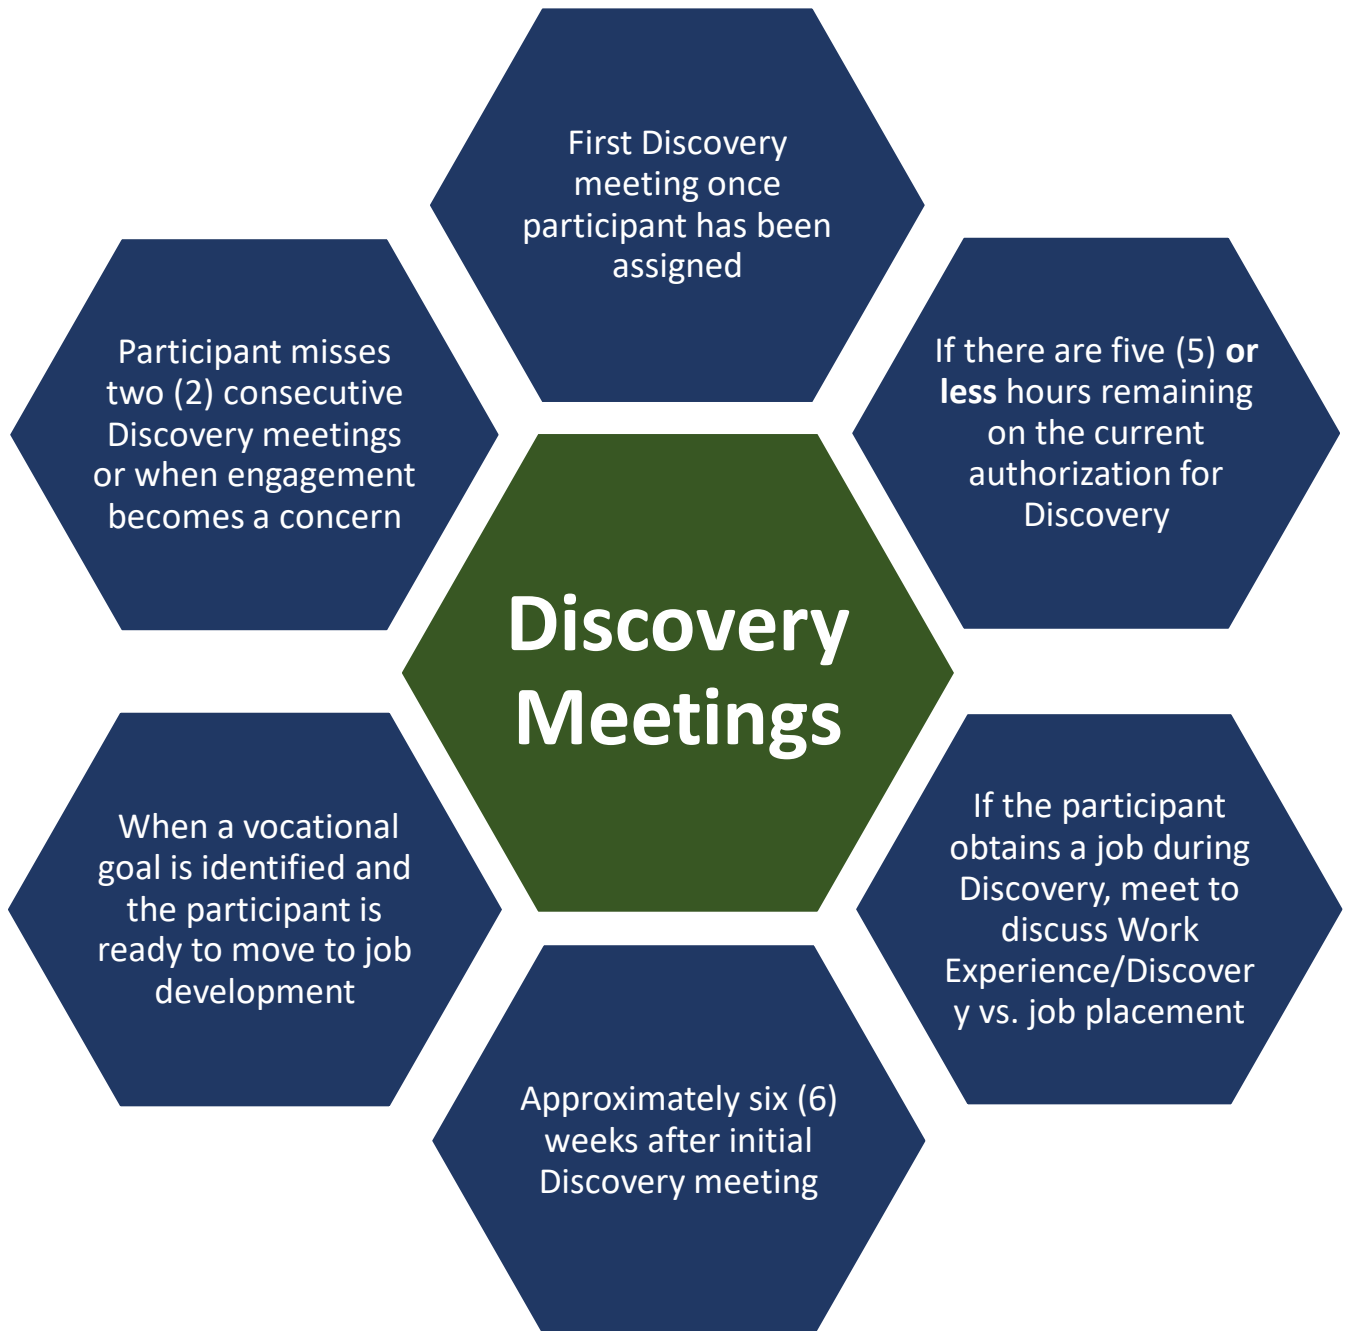 First Discovery
meeting once
participant has been
assigned
Participant misses
two (2) consecutive
Discovery meetings
or when engagement
becomes a concern
If there are five (5) or
less hours remaining
on the current
authorization for
Discovery
Discovery
Meetings
When a vocational
goal is identified and
the participant is
ready to move to job
development
If the participant
obtains a job during
Discovery, meet to
discuss Work
Experience/Discover
y vs. job placement
Approximately six (6)
weeks after initial
Discovery meeting